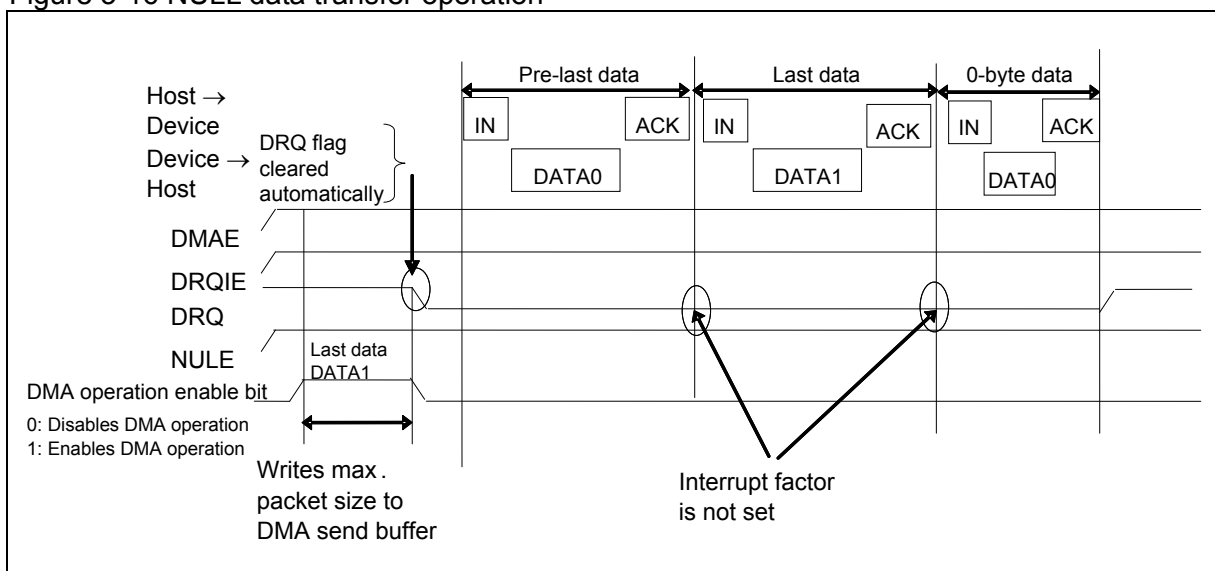 Figure 3-16 NULL data transfer operation
Pre-last data
Last data
0-byte data
Host →
Device
Device →
Host
DRQ flag
cleared
automatically
IN
ACK
IN
ACK
IN
ACK
DATA0
DATA1
DATA0
DMAE
DRQIE
DRQ
NULE
Last data
DATA1
DMA operation enable bit
0: Disables DMA operation
1: Enables DMA operation
Writes max.
packet size to
DMA send buffer
Interrupt factor
is not set